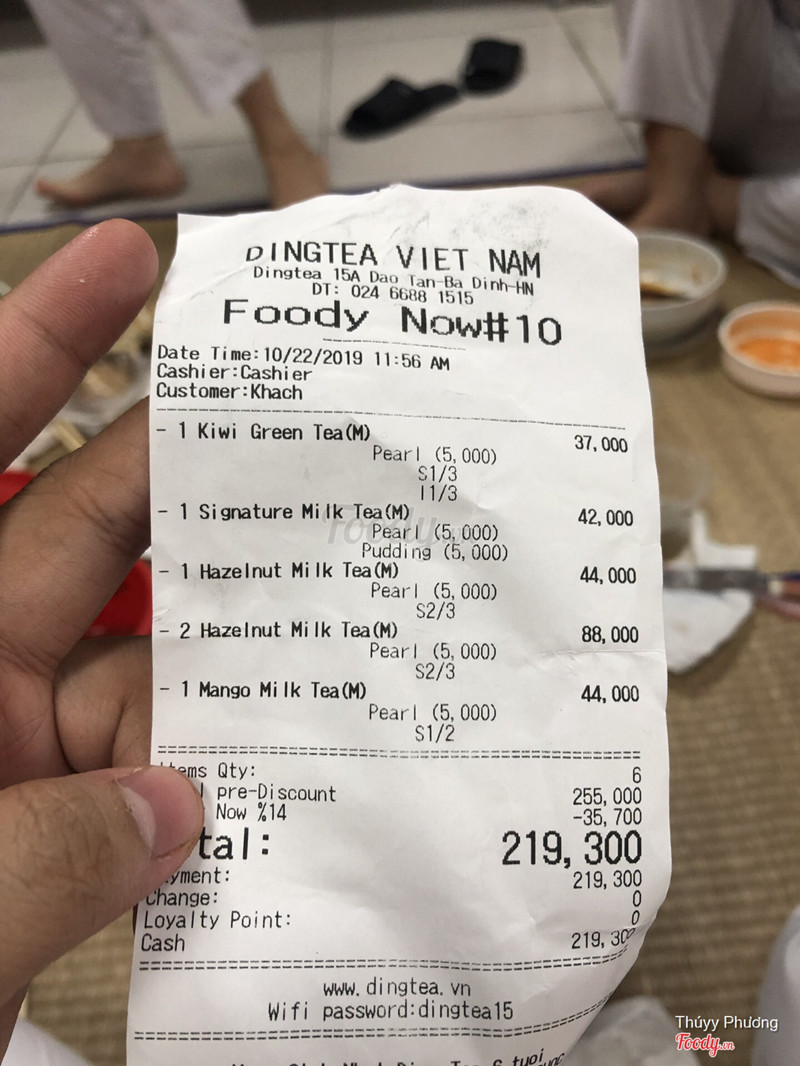 DINGTEA VIET NAM
Dingtea 15A Dao Tan-Ba Dinh-HN
DT: 024 6688 1515
Foody Now#10
Date Time:10/22/2019 11:56 AM
Cashier:Cashier
Customer:Khach
- 1 Kiwi Green Tea(M) 37,000
Pearl (5,000)
S1/3
I1/3
- 1 Signature Milk Tea(M) 42,000
Pearl (5,000)
Pudding (5,000)
- 1 Hazelnut Milk Tea(M) 44,000
Pearl (5,000)
S2/3
- 2 Hazelnut Milk Tea(M) 88,000
Pearl (5,000)
S2/3
- 1 Mango Milk Tea(M) 44,000
Pearl (5,000)
S1/2
ems Qty: 6
pre-Discount 255,000
Now %14 -35,700
tal: 219,300
yment: 219,300
Change: 0
Loyalty Point: 0
Cash 219,300
www.dingtea.vn
Wifi password:dingtea15
6 tuoi
Thúyy Phương
Foody.vn